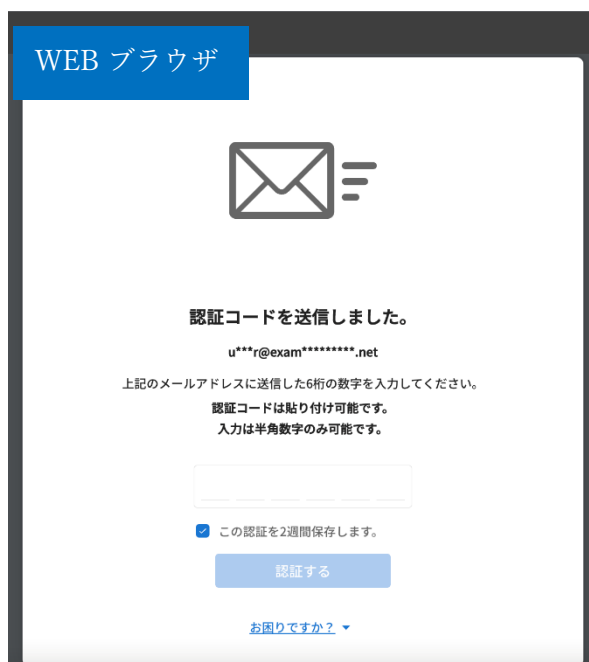 WEB ブラウザ
認証コードを送信しました。
u***r@exam*********.net
上記のメールアドレスに送信した6桁の数字を入力してください。
認証コードは貼り付け可能です。
入力は半角数字のみ可能です。
この認証を2週間保存します。
認証する
お困りですか?